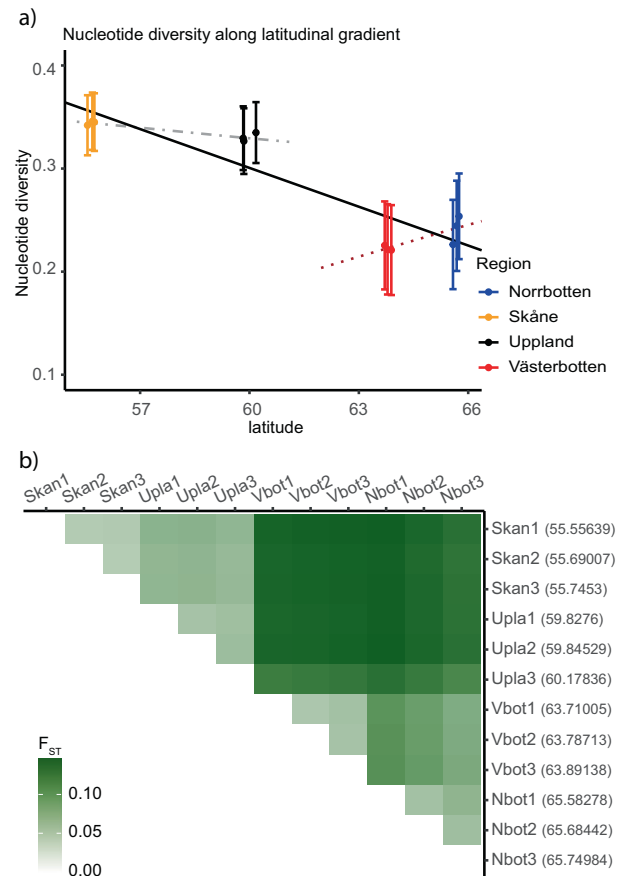 a)
Nucleotide diversity along latitudinal gradient
Nucleotide diversity
0.4
0.3
0.2
0.1
57 60 63 66
latitude
Region
Norrbotten
Skåne
Uppland
Västerbotten
b)
Skan1 Skan2 Skan3 Upla1 Upla2 Upla3 Vbot1 Vbot2 Vbot3 Nbot1 Nbot2 Nbot3
Skan1 (55.55639)
Skan2 (55.69007)
Skan3 (55.7453)
Upla1 (59.8276)
Upla2 (59.84529)
Upla3 (60.17836)
Vbot1 (63.71005)
Vbot2 (63.78713)
Vbot3 (63.89138)
Nbot1 (65.58278)
Nbot2 (65.68442)
Nbot3 (65.74984)
FST
0.10
0.05
0.00